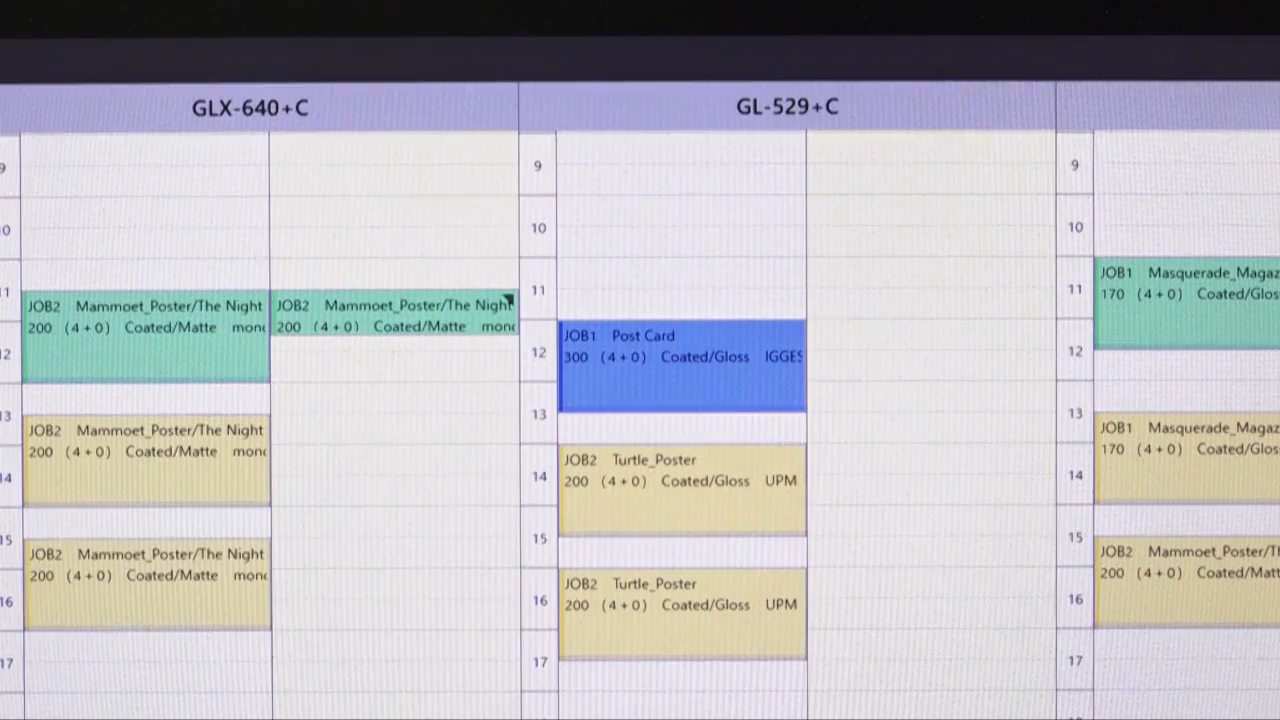 GLX-640+C
GL-529+C
9
10
11
12
13
14
15
16
17
JOB2 Mammoet_Poster/The Night
200 (4+0) Coated/Matte mono
JOB2 Mammoet_Poster/The Night
200 (4+0) Coated/Matte mono
JOB2 Mammoet_Poster/The Night
200 (4+0) Coated/Matte mono
JOB2 Mammoet_Poster/The Night
200 (4+0) Coated/Matte mono
9
10
11
12
13
14
15
16
17
JOB1 Post Card
300 (4+0) Coated/Gloss IGGES
JOB2 Turtle_Poster
200 (4+0) Coated/Gloss UPM
JOB2 Turtle_Poster
200 (4+0) Coated/Gloss UPM
9
10
11
12
13
14
15
16
17
JOB1 Masquerade_Magaz
170 (4+0) Coated/Glos
JOB1 Masquerade_Magaz
170 (4+0) Coated/Glos
JOB2 Mammoet_Poster/T
200 (4+0) Coated/Matt